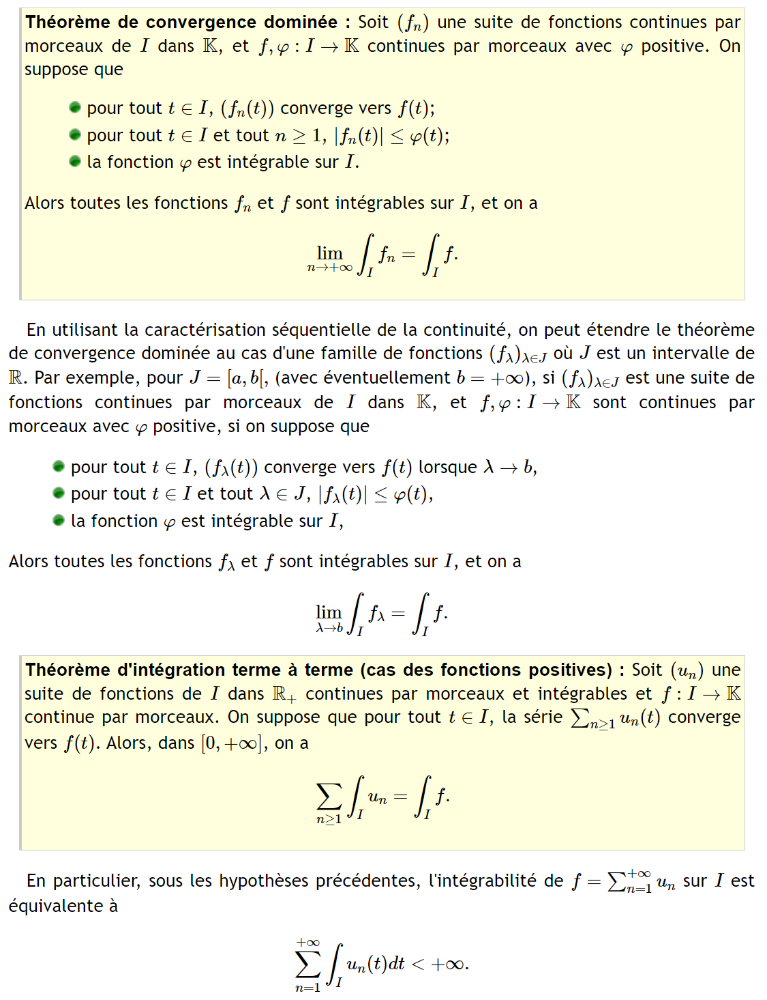 Théorème de convergence dominée : Soit $(f_n)$ une suite de fonctions continues par
morceaux de $I$ dans $\mathbb{K}$, et $f, \varphi : I \to \mathbb{K}$ continues par morceaux avec $\varphi$ positive. On
suppose que
pour tout $t \in I$, $(f_n(t))$ converge vers $f(t)$;
pour tout $t \in I$ et tout $n \geq 1$, $|f_n(t)| \leq \varphi(t)$;
la fonction $\varphi$ est intégrable sur $I$.
Alors toutes les fonctions $f_n$ et $f$ sont intégrables sur $I$, et on a
$\lim_{n \to +\infty} \int_I f_n = \int_I f.$
En utilisant la caractérisation séquentielle de la continuité, on peut étendre le théorème
de convergence dominée au cas d'une famille de fonctions $(f_\lambda)_{\lambda \in J}$ où $J$ est un intervalle de
$\mathbb{R}$. Par exemple, pour $J = [a, b[$, (avec éventuellement $b = +\infty$), si $(f_\lambda)_{\lambda \in J}$ est une suite de
fonctions continues par morceaux de $I$ dans $\mathbb{K}$, et $f, \varphi : I \to \mathbb{K}$ sont continues par
morceaux avec $\varphi$ positive, si on suppose que
pour tout $t \in I$, $(f_\lambda(t))$ converge vers $f(t)$ lorsque $\lambda \to b$,
pour tout $t \in I$ et tout $\lambda \in J$, $|f_\lambda(t)| \leq \varphi(t)$,
la fonction $\varphi$ est intégrable sur $I$,
Alors toutes les fonctions $f_\lambda$ et $f$ sont intégrables sur $I$, et on a
$\lim_{\lambda \to b} \int_I f_\lambda = \int_I f.$
Théorème d'intégration terme à terme (cas des fonctions positives) : Soit $(u_n)$ une
suite de fonctions de $I$ dans $\mathbb{R}_+$ continues par morceaux et intégrables et $f : I \to \mathbb{K}$
continue par morceaux. On suppose que pour tout $t \in I$, la série $\sum_{n \geq 1} u_n(t)$ converge
vers $f(t)$. Alors, dans $[0, +\infty]$, on a
$\sum_{n \geq 1} \int_I u_n = \int_I f.$
En particulier, sous les hypothèses précédentes, l'intégrabilité de $f = \sum_{n=1}^{+\infty} u_n$ sur $I$ est
équivalente à
$\sum_{n=1}^{+\infty} \int_I u_n(t) dt < +\infty.$